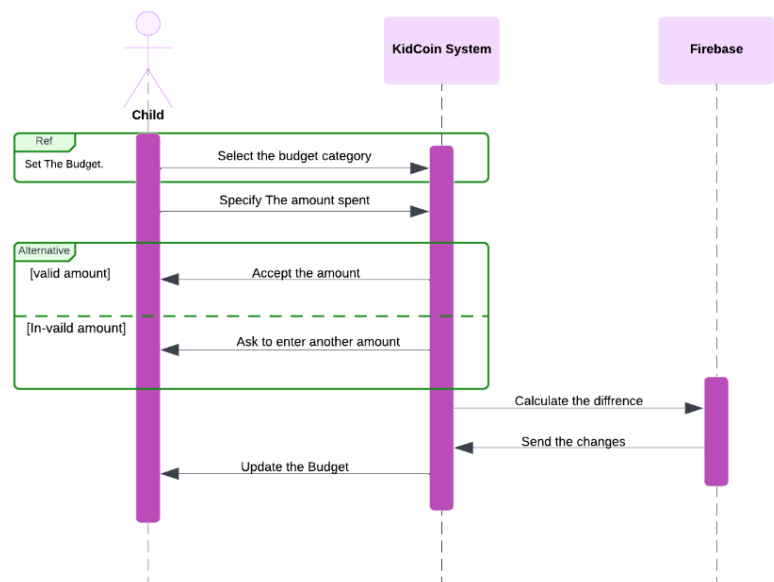 KidCoin System
Firebase
Child
Ref
Set The Budget.
Select the budget category
Specify The amount spent
Alternative
[valid amount]
Accept the amount
[In-vaild amount]
Ask to enter another amount
Calculate the diffrence
Send the changes
Update the Budget